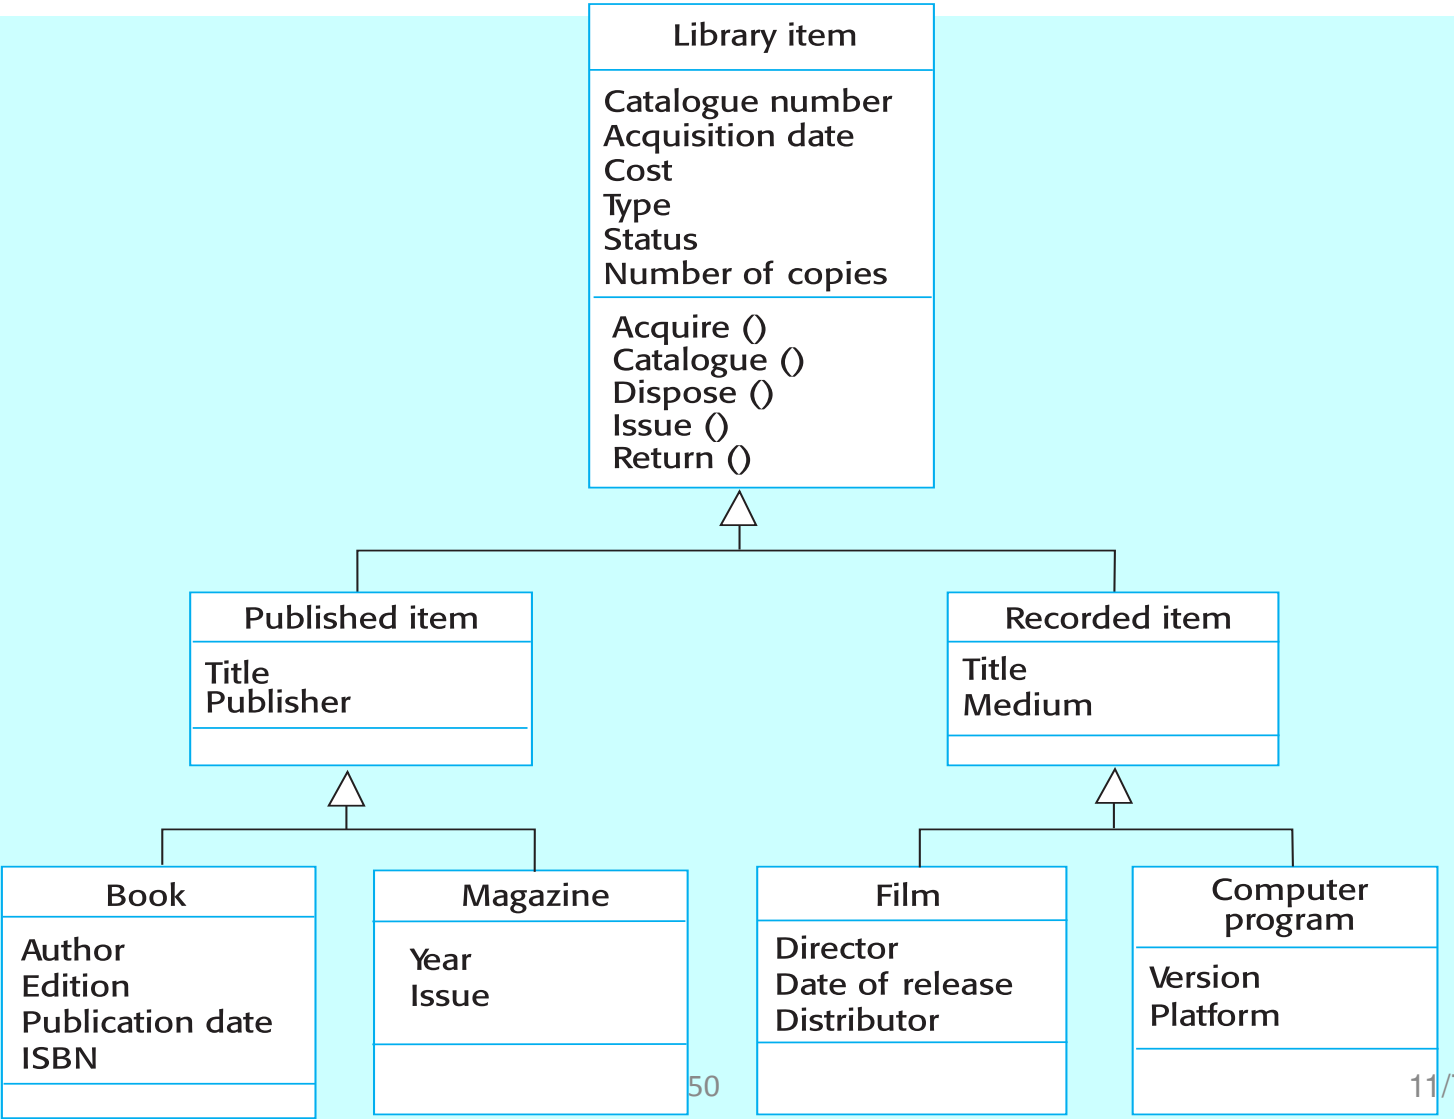 Library item
Catalogue number
Acquisition date
Cost
Type
Status
Number of copies
Acquire ()
Catalogue ()
Dispose ()
Issue ()
Return ()
Published item
Title
Publisher
Recorded item
Title
Medium
Book
Author
Edition
Publication date
ISBN
Magazine
Year
Issue
Film
Director
Date of release
Distributor
Computer
program
Version
Platform
50
11/